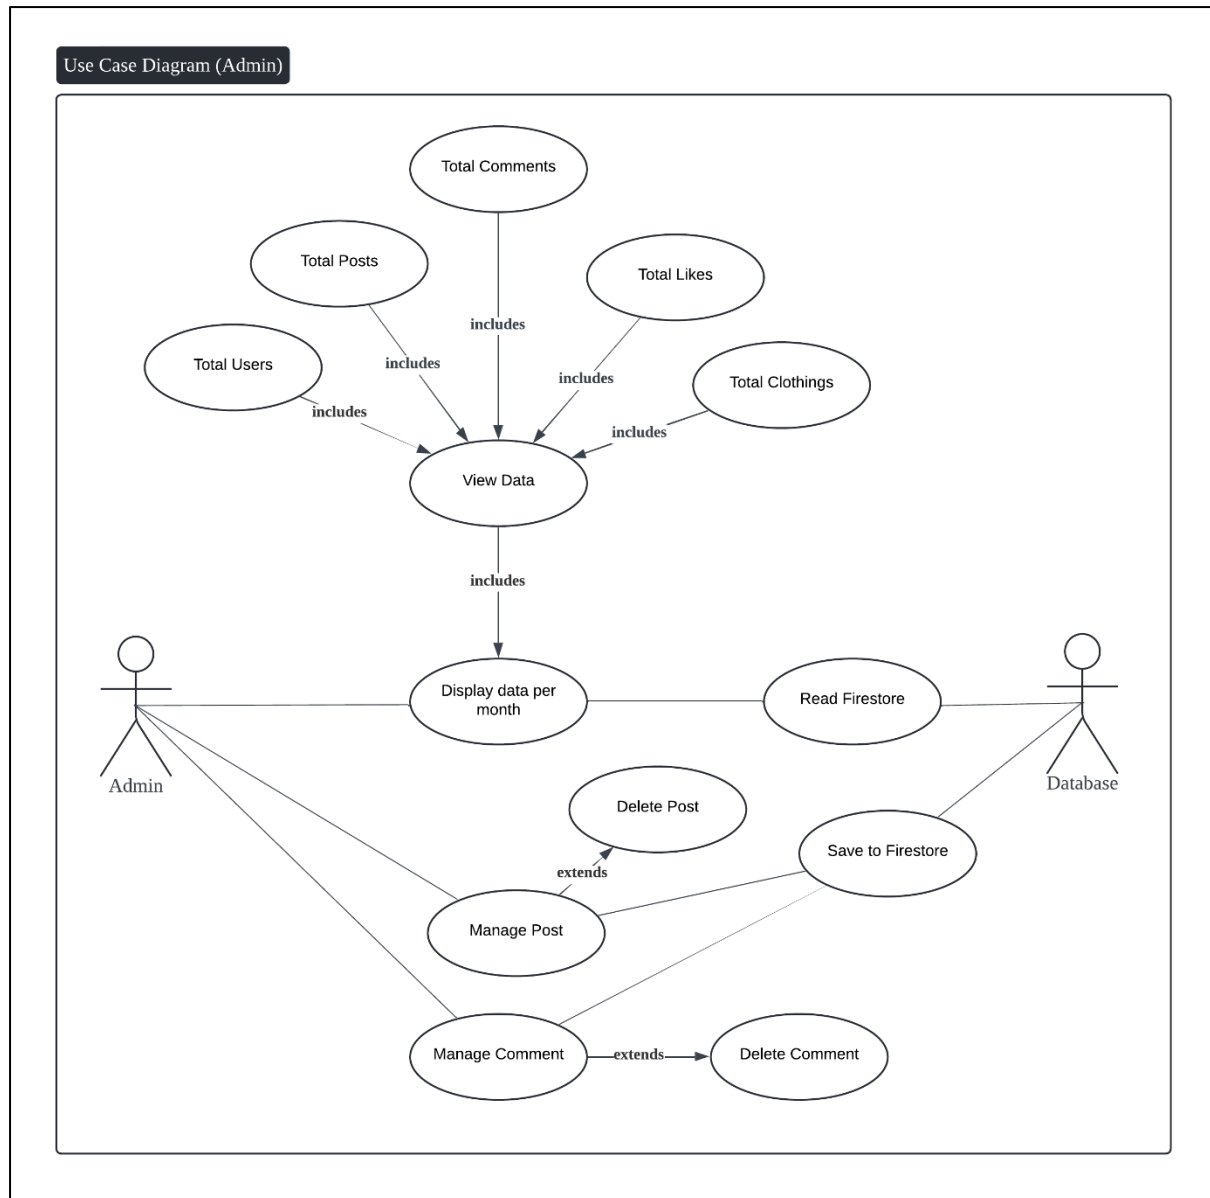 Use Case Diagram (Admin)
Total Comments
Total Posts
Total Likes
includes
Total Users
includes
includes
Total Clothings
includes
includes
View Data
includes
Display data per
month
Read Firestore
Admin
Database
Delete Post
Save to Firestore
extends
Manage Post
Manage Comment
extends
Delete Comment